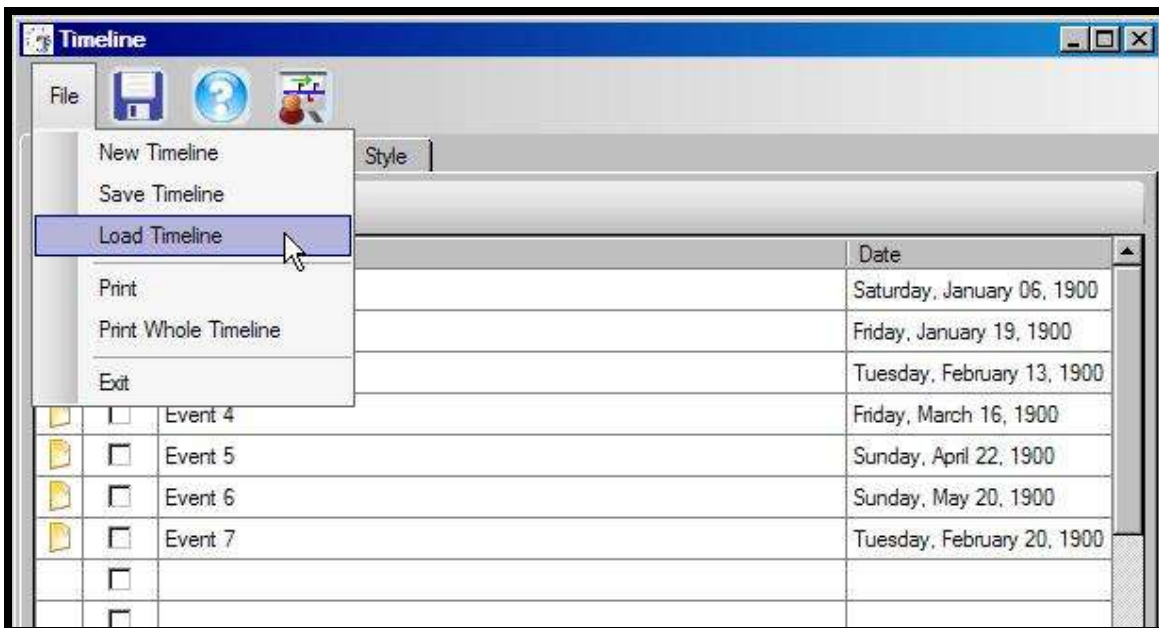 Timeline
File
New Timeline
Style
Save Timeline
Load Timeline
Date
Print
Saturday, January 06, 1900
Print Whole Timeline
Friday, January 19, 1900
Exit
Tuesday, February 13, 1900
Event 4 Friday, March 16, 1900
Event 5 Sunday, April 22, 1900
Event 6 Sunday, May 20, 1900
Event 7 Tuesday, February 20, 1900